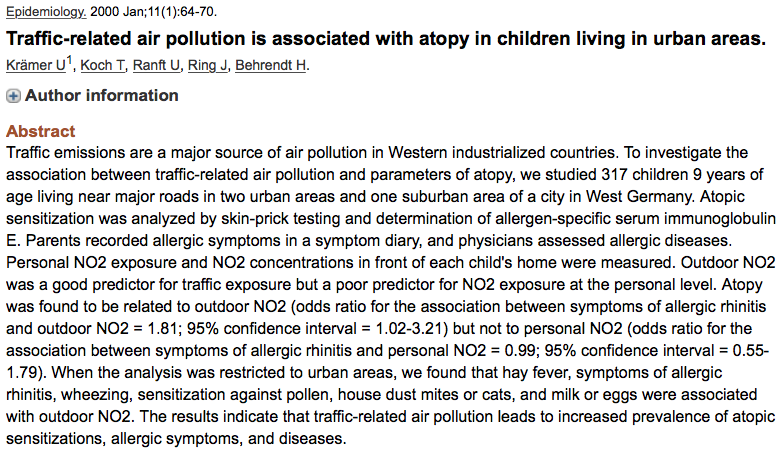 Epidemiology. 2000 Jan;11(1):64-70.
Traffic-related air pollution is associated with atopy in children living in urban areas.
Krämer U1, Koch T, Ranft U, Ring J, Behrendt H.
Author information
Abstract
Traffic emissions are a major source of air pollution in Western industrialized countries. To investigate the
association between traffic-related air pollution and parameters of atopy, we studied 317 children 9 years of
age living near major roads in two urban areas and one suburban area of a city in West Germany. Atopic
sensitization was analyzed by skin-prick testing and determination of allergen-specific serum immunoglobulin
E. Parents recorded allergic symptoms in a symptom diary, and physicians assessed allergic diseases.
Personal NO2 exposure and NO2 concentrations in front of each child's home were measured. Outdoor NO2
was a good predictor for traffic exposure but a poor predictor for NO2 exposure at the personal level. Atopy
was found to be related to outdoor NO2 (odds ratio for the association between symptoms of allergic rhinitis
and outdoor NO2 = 1.81; 95% confidence interval = 1.02-3.21) but not to personal NO2 (odds ratio for the
association between symptoms of allergic rhinitis and personal NO2 = 0.99; 95% confidence interval = 0.55-
1.79). When the analysis was restricted to urban areas, we found that hay fever, symptoms of allergic
rhinitis, wheezing, sensitization against pollen, house dust mites or cats, and milk or eggs were associated
with outdoor NO2. The results indicate that traffic-related air pollution leads to increased prevalence of atopic
sensitizations, allergic symptoms, and diseases.